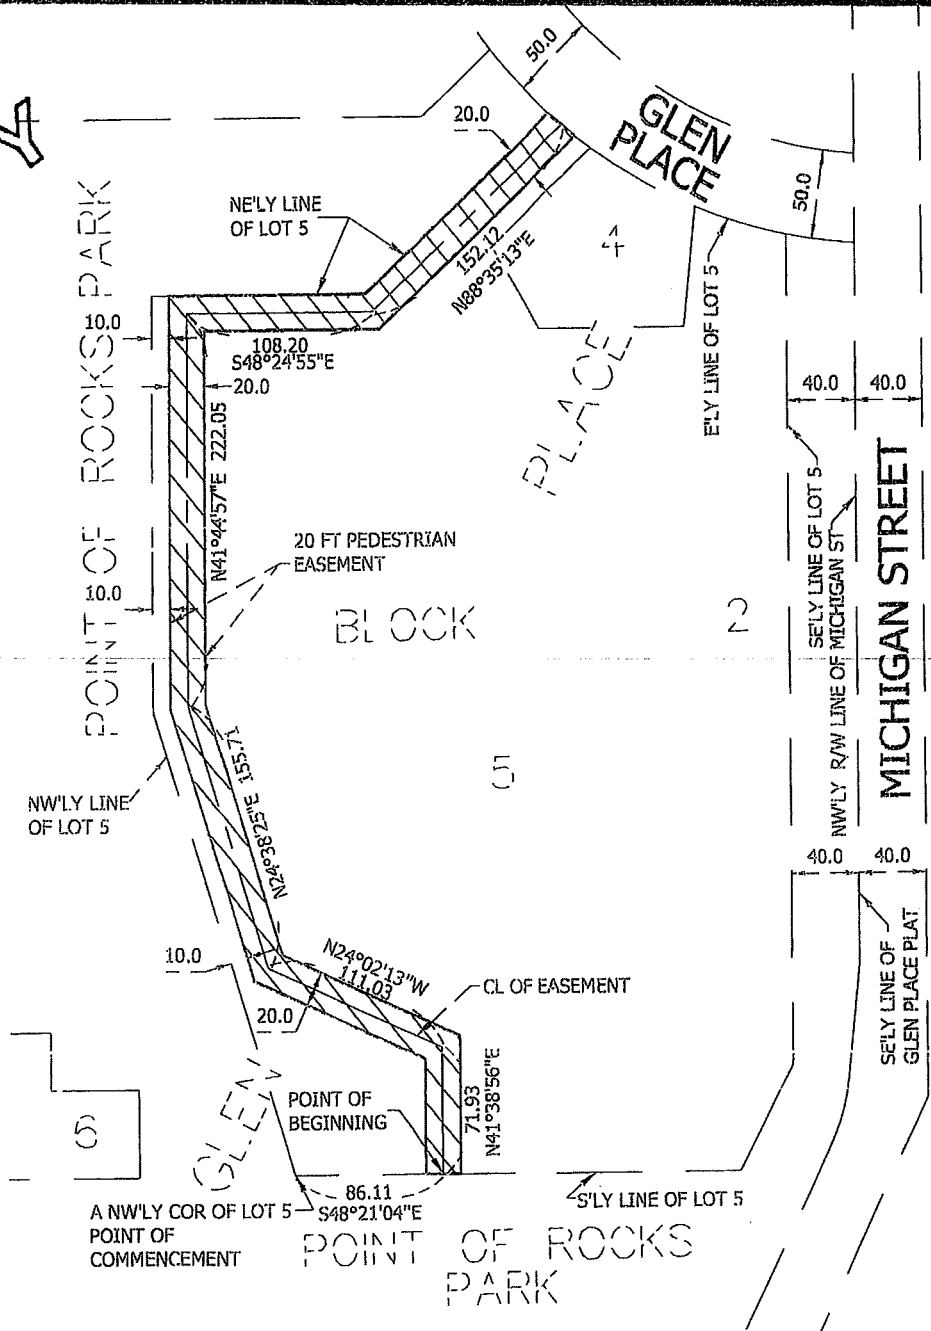 50.0
Y
20.0
GLEN
PLACE
50.0
NE'LY LINE
OF LOT 5
4
152.12
N88°35'13"E
POINT OF ROCKS PARK
10.0
108.20
S48°24'55"E
20.0
E'LY LINE OF LOT 5
PLACE
40.0
40.0
N41°44'57"E 222.05
20 FT PEDESTRIAN
EASEMENT
10.0
BLOCK
2
SE'LY LINE OF LOT 5
NW'LY R/W LINE OF MICHIGAN ST
MICHIGAN STREET
5
NW'LY LINE
OF LOT 5
N24°38'25"E 155.71
40.0
40.0
10.0
N24°02'13"W
111.03
20.0
CL OF EASEMENT
SE'LY LINE OF
GLEN PLACE PLAT
GLEN
6
POINT OF
BEGINNING
71.93
N41°38'56"E
86.11
S48°21'04"E
S'LY LINE OF LOT 5
A NW'LY COR OF LOT 5
POINT OF
COMMENCEMENT
POINT OF ROCKS
PARK